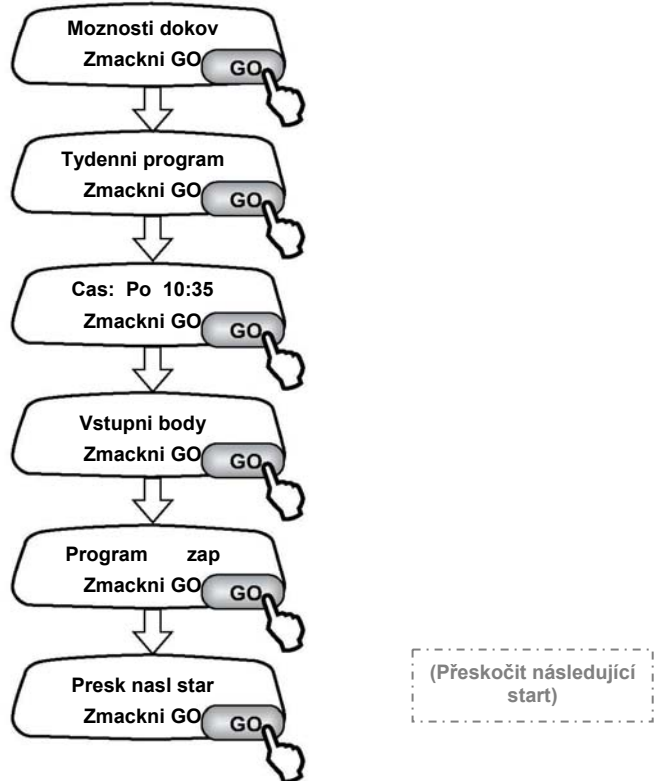 Moznosti dokov
Zmackni GO GO
Tydenni program
Zmackni GO GO
Cas: Po 10:35
Zmackni GO GO
Vstupni body
Zmackni GO GO
Program zap
Zmackni GO GO
Presk nasl star
Zmackni GO GO
(Přeskočit následující
start)